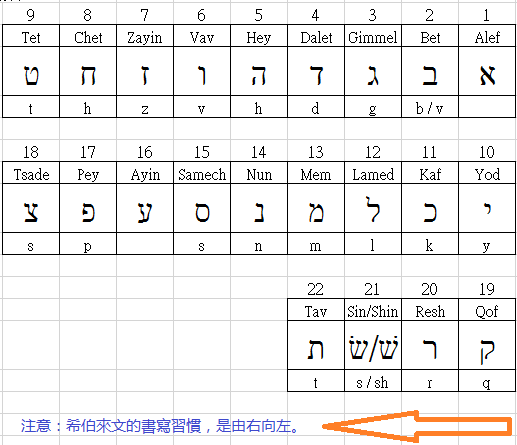 9 8 7 6 5 4 3 2 1
Tet Chet Zayin Vav Hey Dalet Gimmel Bet Alef
א ב ג ד ה ו ז ח ט
t h z v h d g b / v
18 17 16 15 14 13 12 11 10
Tsade Pey Ayin Samech Nun Mem Lamed Kaf Yod
י כ ל מ נ ס ע פ צ
s p s n m l k y
22 21 20 19
Tav Sin/Shin Resh Qof
ק ר שׁ/שׂ ת
t s / sh r q
注意：希伯來文的書寫習慣，是由右向左。